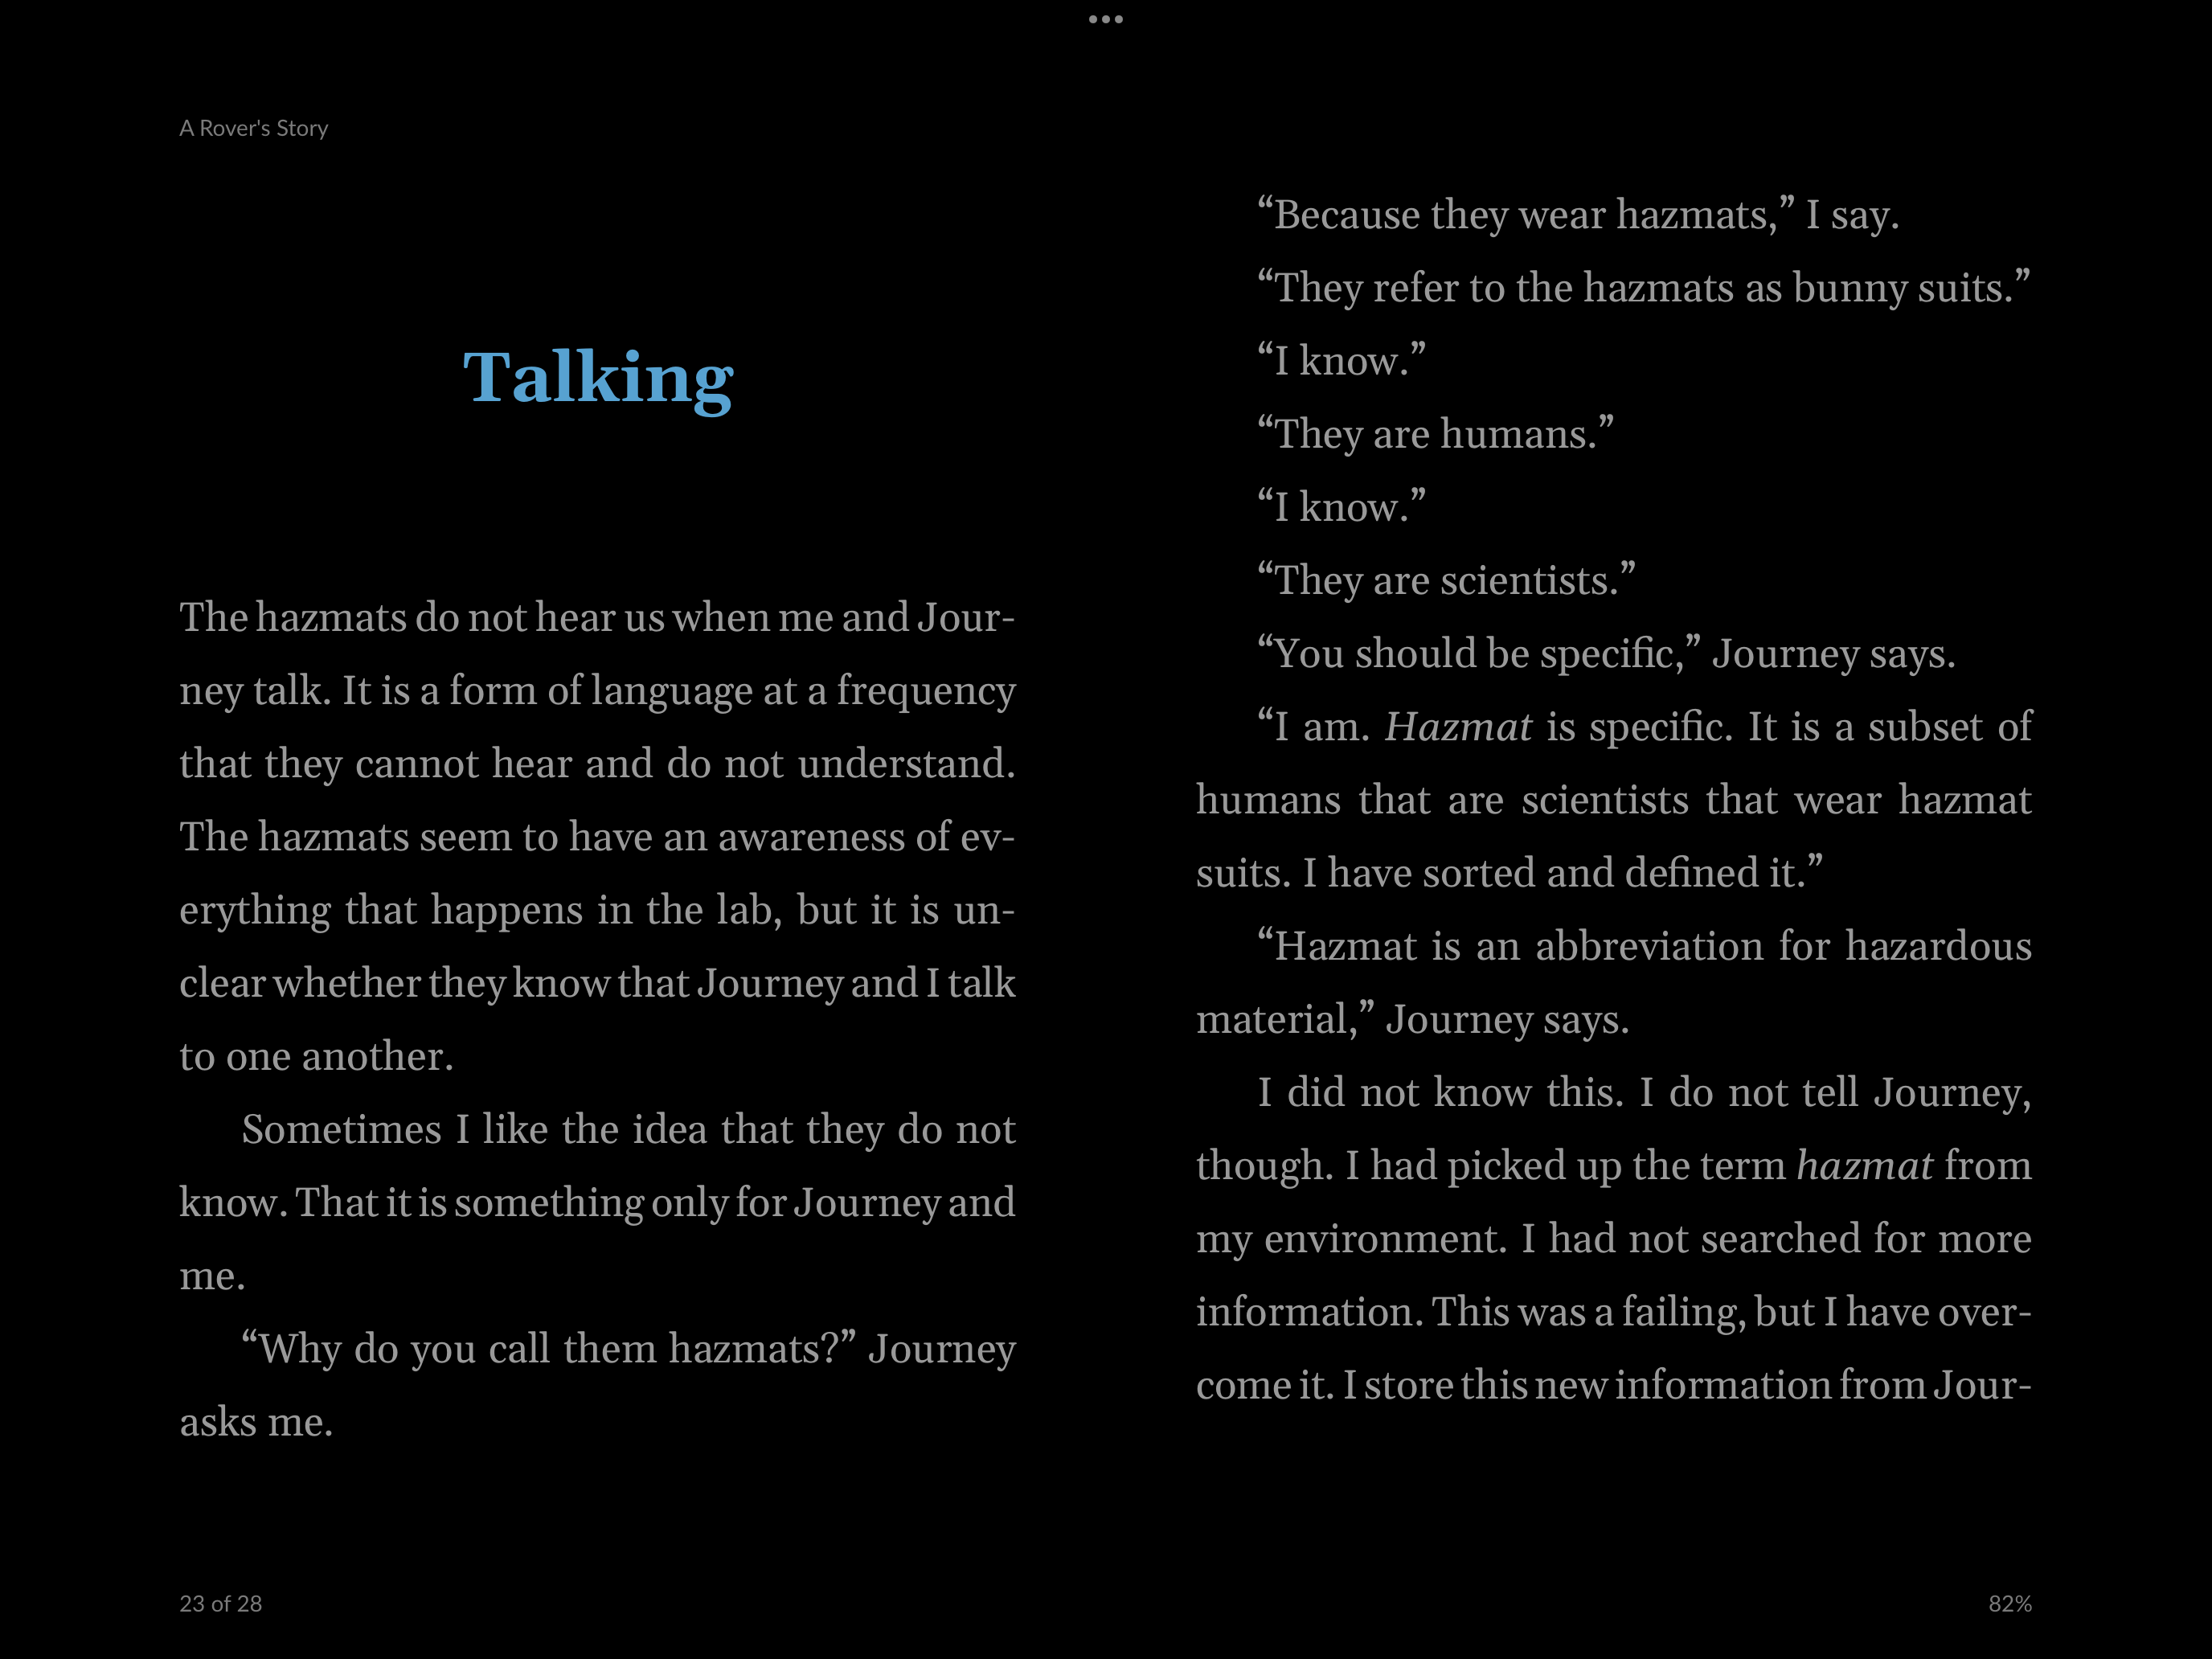 A Rover's Story
Talking
The hazmats do not hear us when me and Jour-
ney talk. It is a form of language at a frequency
that they cannot hear and do not understand.
The hazmats seem to have an awareness of ev-
erything that happens in the lab, but it is un-
clear whether they know that Journey and I talk
to one another.
Sometimes I like the idea that they do not
know. That it is something only for Journey and
me.
“Why do you call them hazmats?” Journey
asks me.
“Because they wear hazmats,” I say.
“They refer to the hazmats as bunny suits.”
“I know.”
“They are humans.”
“I know.”
“They are scientists.”
“You should be specific,” Journey says.
“I am. Hazmat is specific. It is a subset of
humans that are scientists that wear hazmat
suits. I have sorted and defined it.”
“Hazmat is an abbreviation for hazardous
material,” Journey says.
I did not know this. I do not tell Journey,
though. I had picked up the term hazmat from
my environment. I had not searched for more
information. This was a failing, but I have over-
come it. I store this new information from Jour-
23 of 28
82%